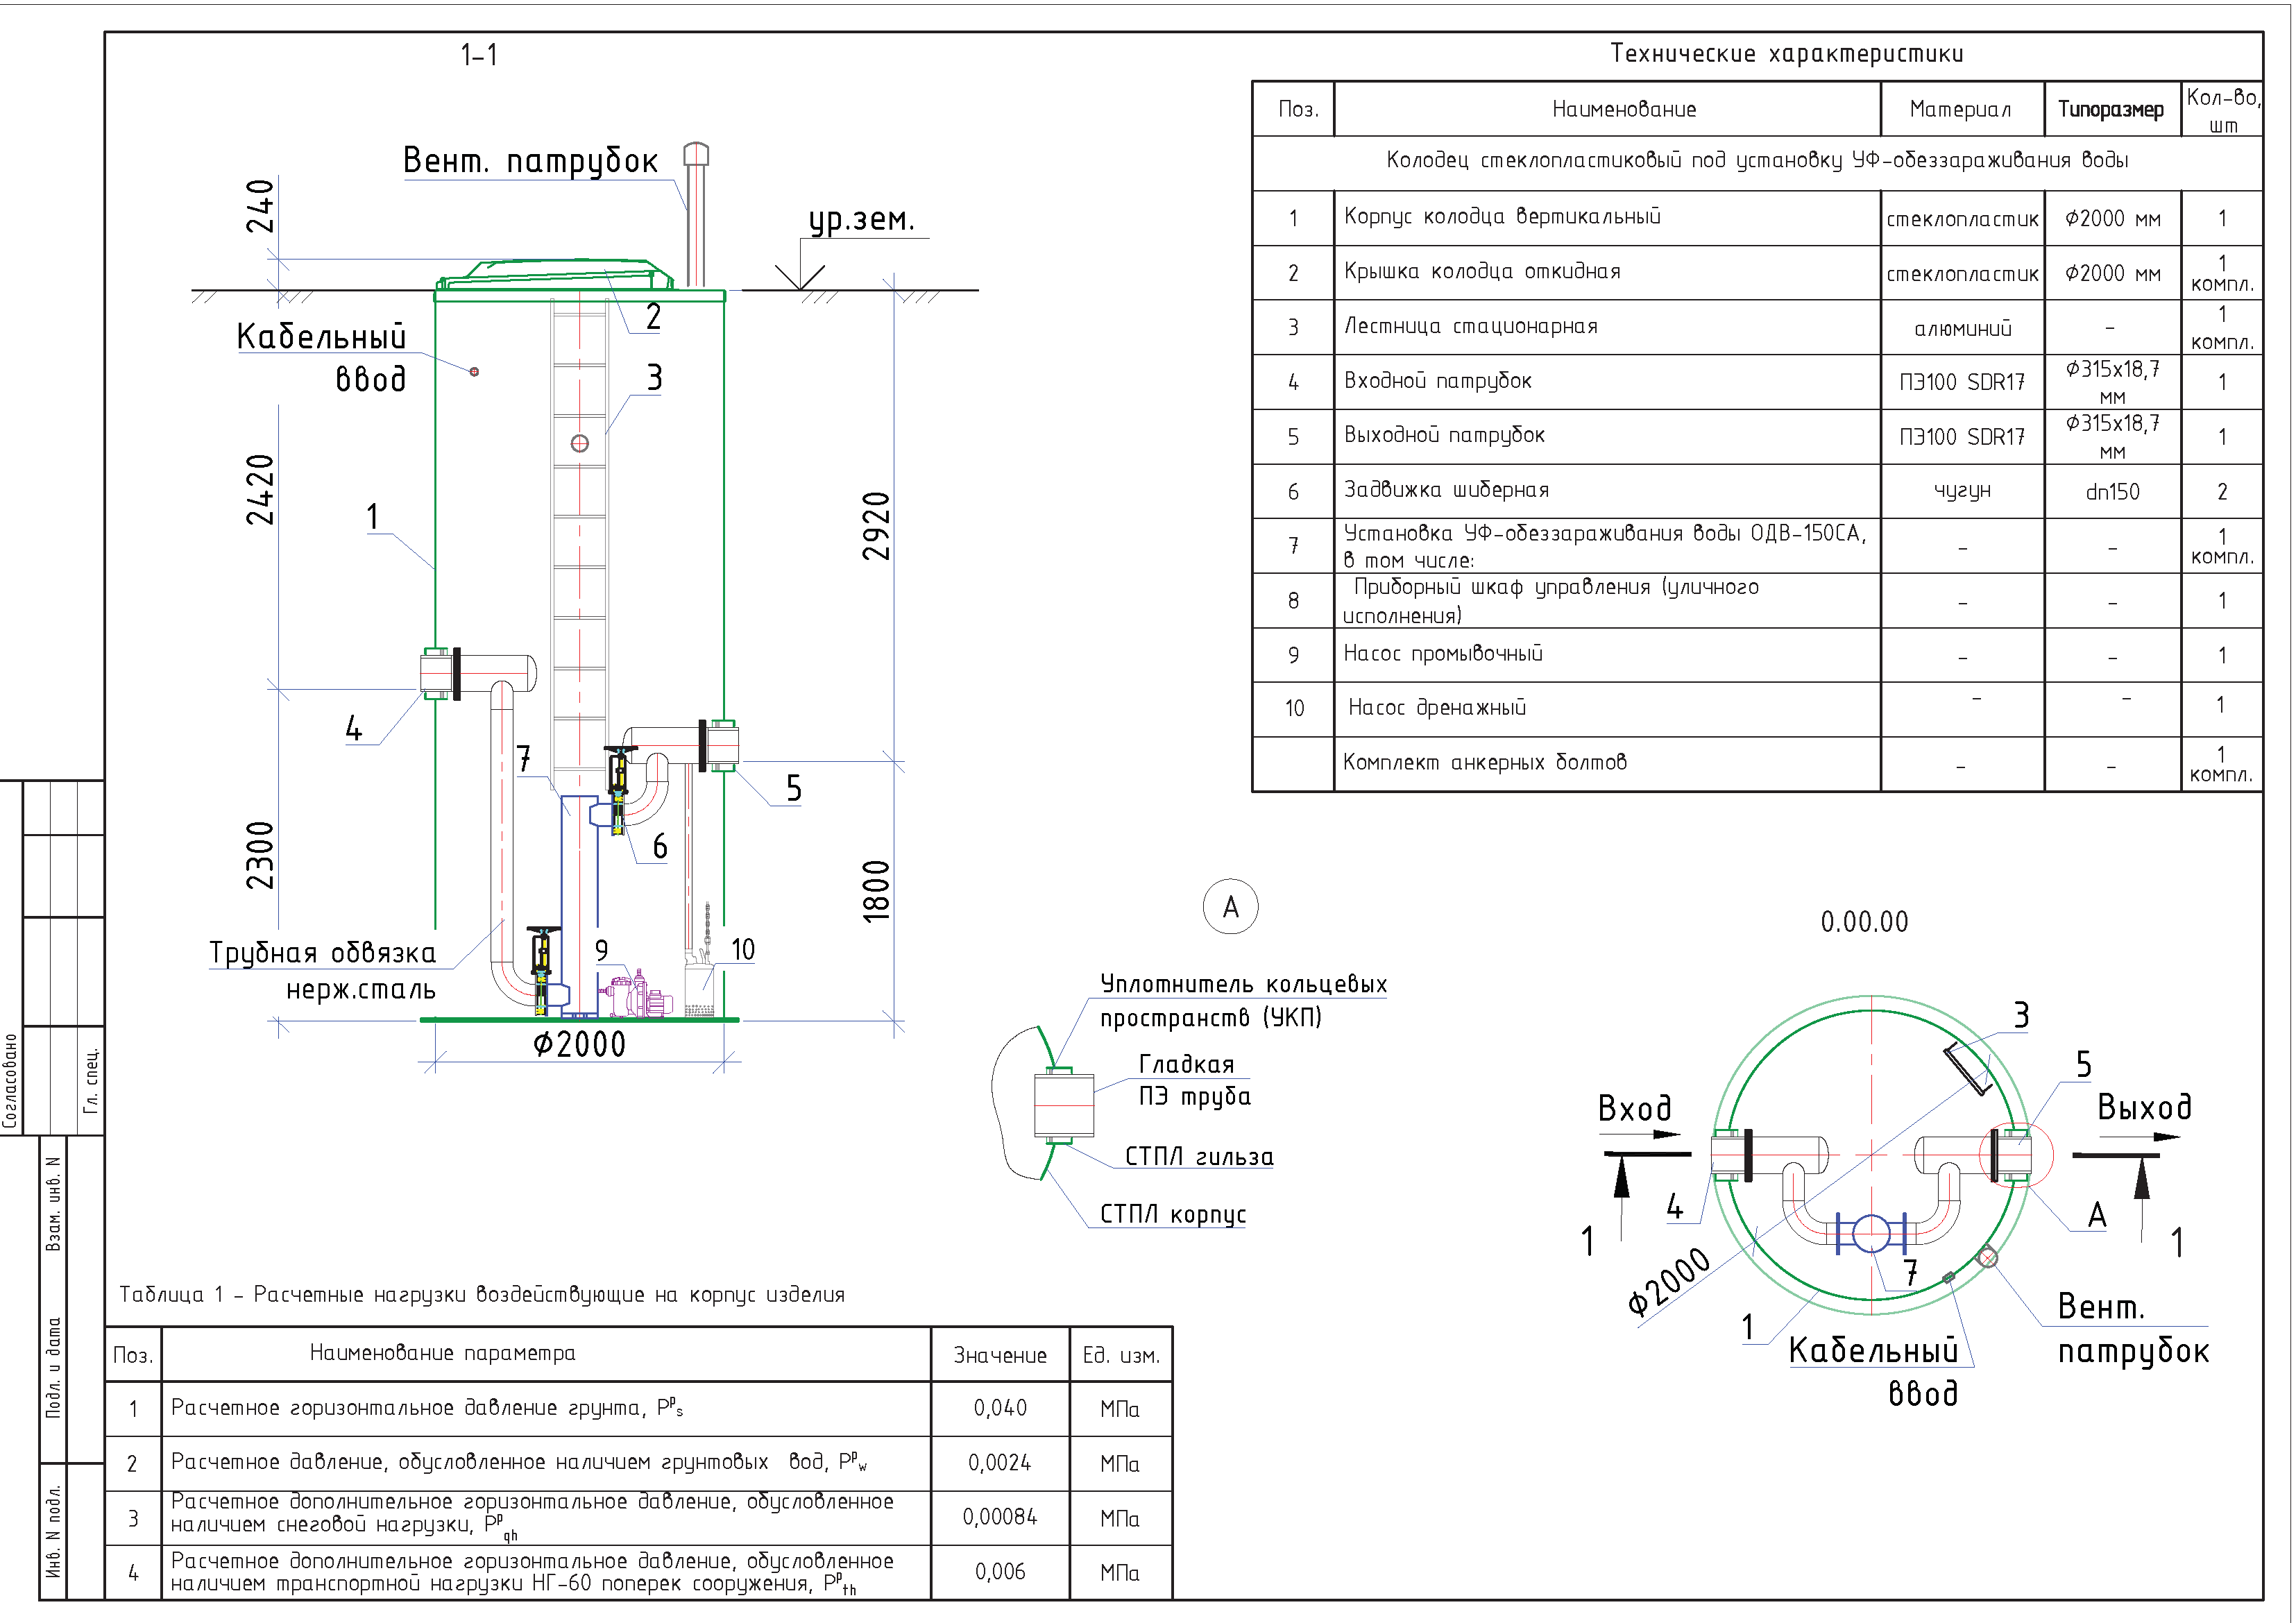 1-1
Вент. патрубок
ур.зем.
240
Кабельный
ввод
2
3
2420
1
2920
4
7
5
6
2300
1800
Трубная обвязка
нерж.сталь
9
10
Ф2000
Технические характеристики
Поз. Наименование Материал Типоразмер Кол-во,
шт
Колодец стеклопластиковый под установку УФ-обеззараживания воды
1 Корпус колодца вертикальный стеклопластик Ф2000 мм 1
2 Крышка колодца откидная стеклопластик Ф2000 мм 1
компл.
3 Лестница стационарная алюминий - 1
компл.
4 Входной патрубок ПЭ100 SDR17 Ф315х18,7 1
мм
5 Выходной патрубок ПЭ100 SDR17 Ф315х18,7 1
мм
6 Задвижка шиберная чугун dn150 2
7 Установка УФ-обеззараживания воды ОДВ-150СА, - - 1
в том числе: компл.
8 Приборный шкаф управления (уличного - - 1
исполнения)
9 Насос промывочный - - 1
10 Насос дренажный - - 1
Комплект анкерных болтов - - 1
компл.
А
Уплотнитель кольцевых
пространств (УКП)
Гладкая
ПЭ труба
СТПЛ гильза
СТПЛ корпус
0.00.00
3
5
Вход
Выход
4
А
1
1
7
Ф2000
1
Вент.
патрубок
Кабельный
ввод
Таблица 1 - Расчетные нагрузки воздействующие на корпус изделия
Поз. Наименование параметра Значение Ед. изм.
1 Расчетное горизонтальное давление грунта, Pᵖs 0,040 МПа
2 Расчетное давление, обусловленное наличием грунтовых вод, Pᵖw 0,0024 МПа
3 Расчетное дополнительное горизонтальное давление, обусловленное 0,00084 МПа
наличием снеговой нагрузки, Pᵖqh
4 Расчетное дополнительное горизонтальное давление, обусловленное 0,006 МПа
наличием транспортной нагрузки НГ-60 поперек сооружения, Pᵖth
Согласовано
Гл. спец.
Взам. инв. N
Подл. и дата
Инв. N подл.